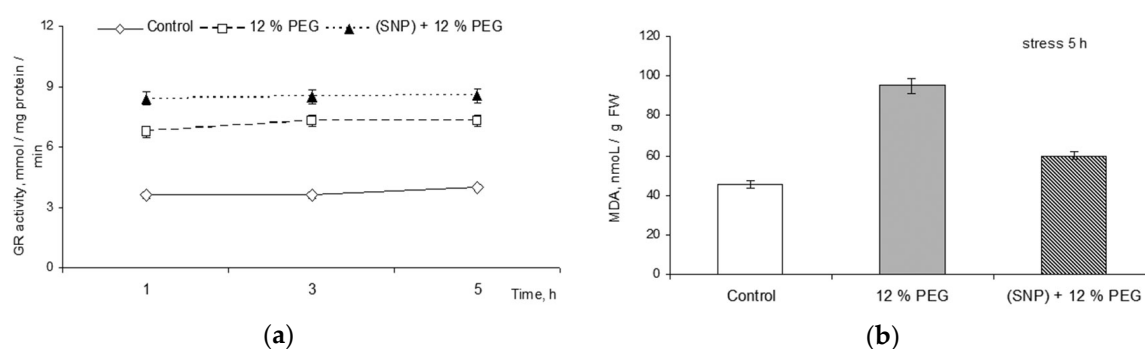 Control 12 % PEG (SNP) + 12 % PEG
GR activity, mmol / mg protein /
min
12
9
6
3
0
1 3 5 Time, h
(a)
stress 5 h
MDA, nmoL / g FW
120
100
80
60
40
20
0
Control 12 % PEG (SNP) + 12 % PEG
(b)